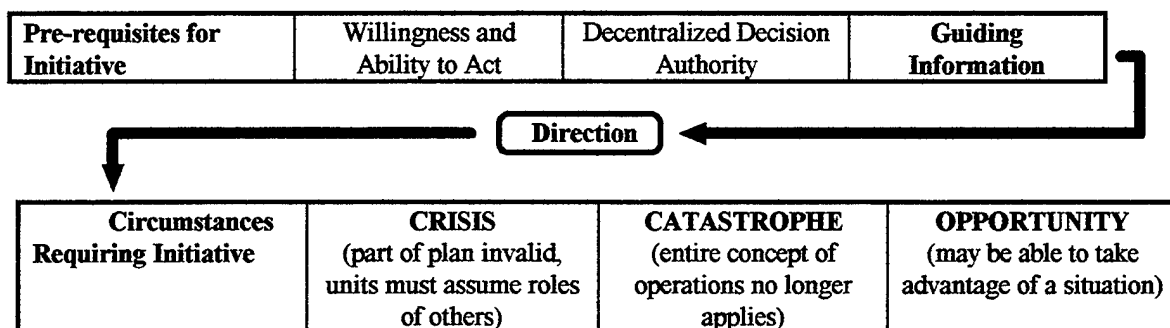 Pre-requisites for Initiative
Willingness and Ability to Act
Decentralized Decision Authority
Guiding Information
Direction
Circumstances Requiring Initiative
CRISIS
(part of plan invalid,
units must assume roles
of others)
CATASTROPHE
(entire concept of
operations no longer
applies)
OPPORTUNITY
(may be able to take
advantage of a situation)